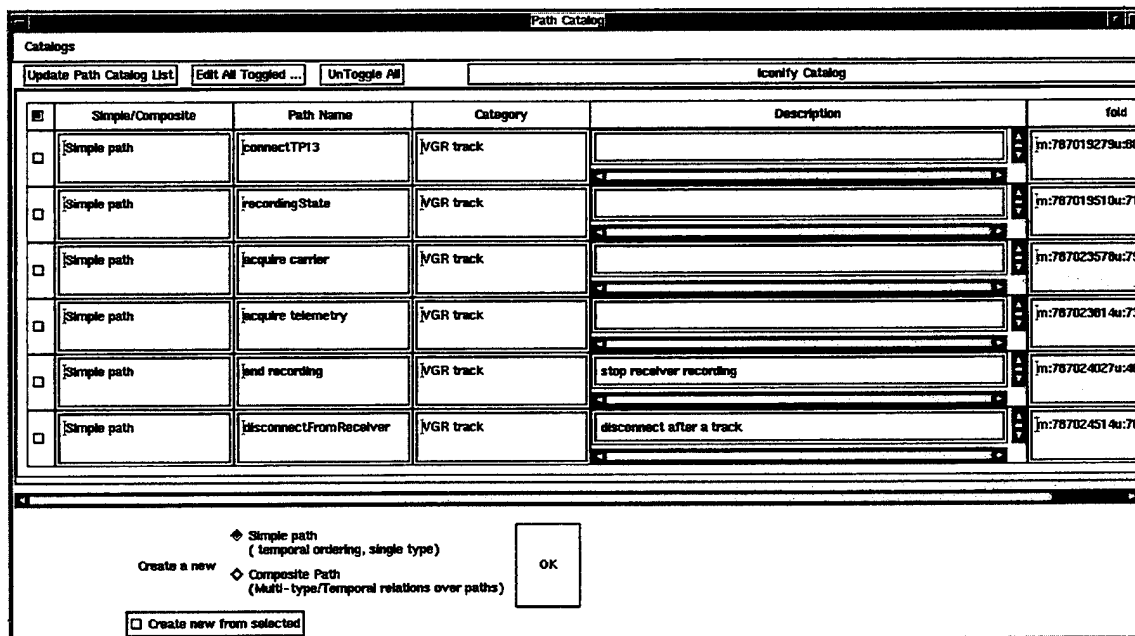 Path Catalog
Catalogs
Update Path Catalog List Edit All Toggled ... UnToggle All Iconify Catalog
Simple/Composite Path Name Category Description foid
Simple path connectTP13 VGR track
Simple path recordingState VGR track
Simple path acquire carrier VGR track
Simple path acquire telemetry VGR track
Simple path end recording VGR track stop receiver recording
Simple path disconnectFromReceiver VGR track disconnect after a track
Create a new
Simple path
( temporal ordering, single type)
Composite Path
(Multi-type/Temporal relations over paths)
OK
Create new from selected